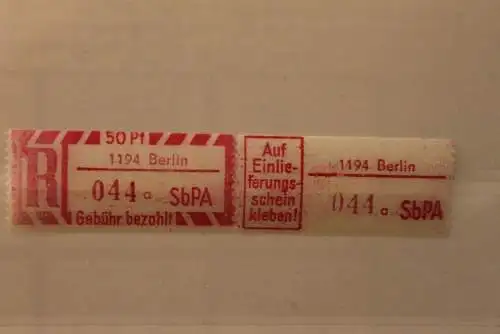 50 Pf
R
1194 Berlin
044 a SbPA
Gebühr bezahlt
Auf
Einlie-
ferungs-
schein
kleben!
1194 Berlin
044 a SbPA